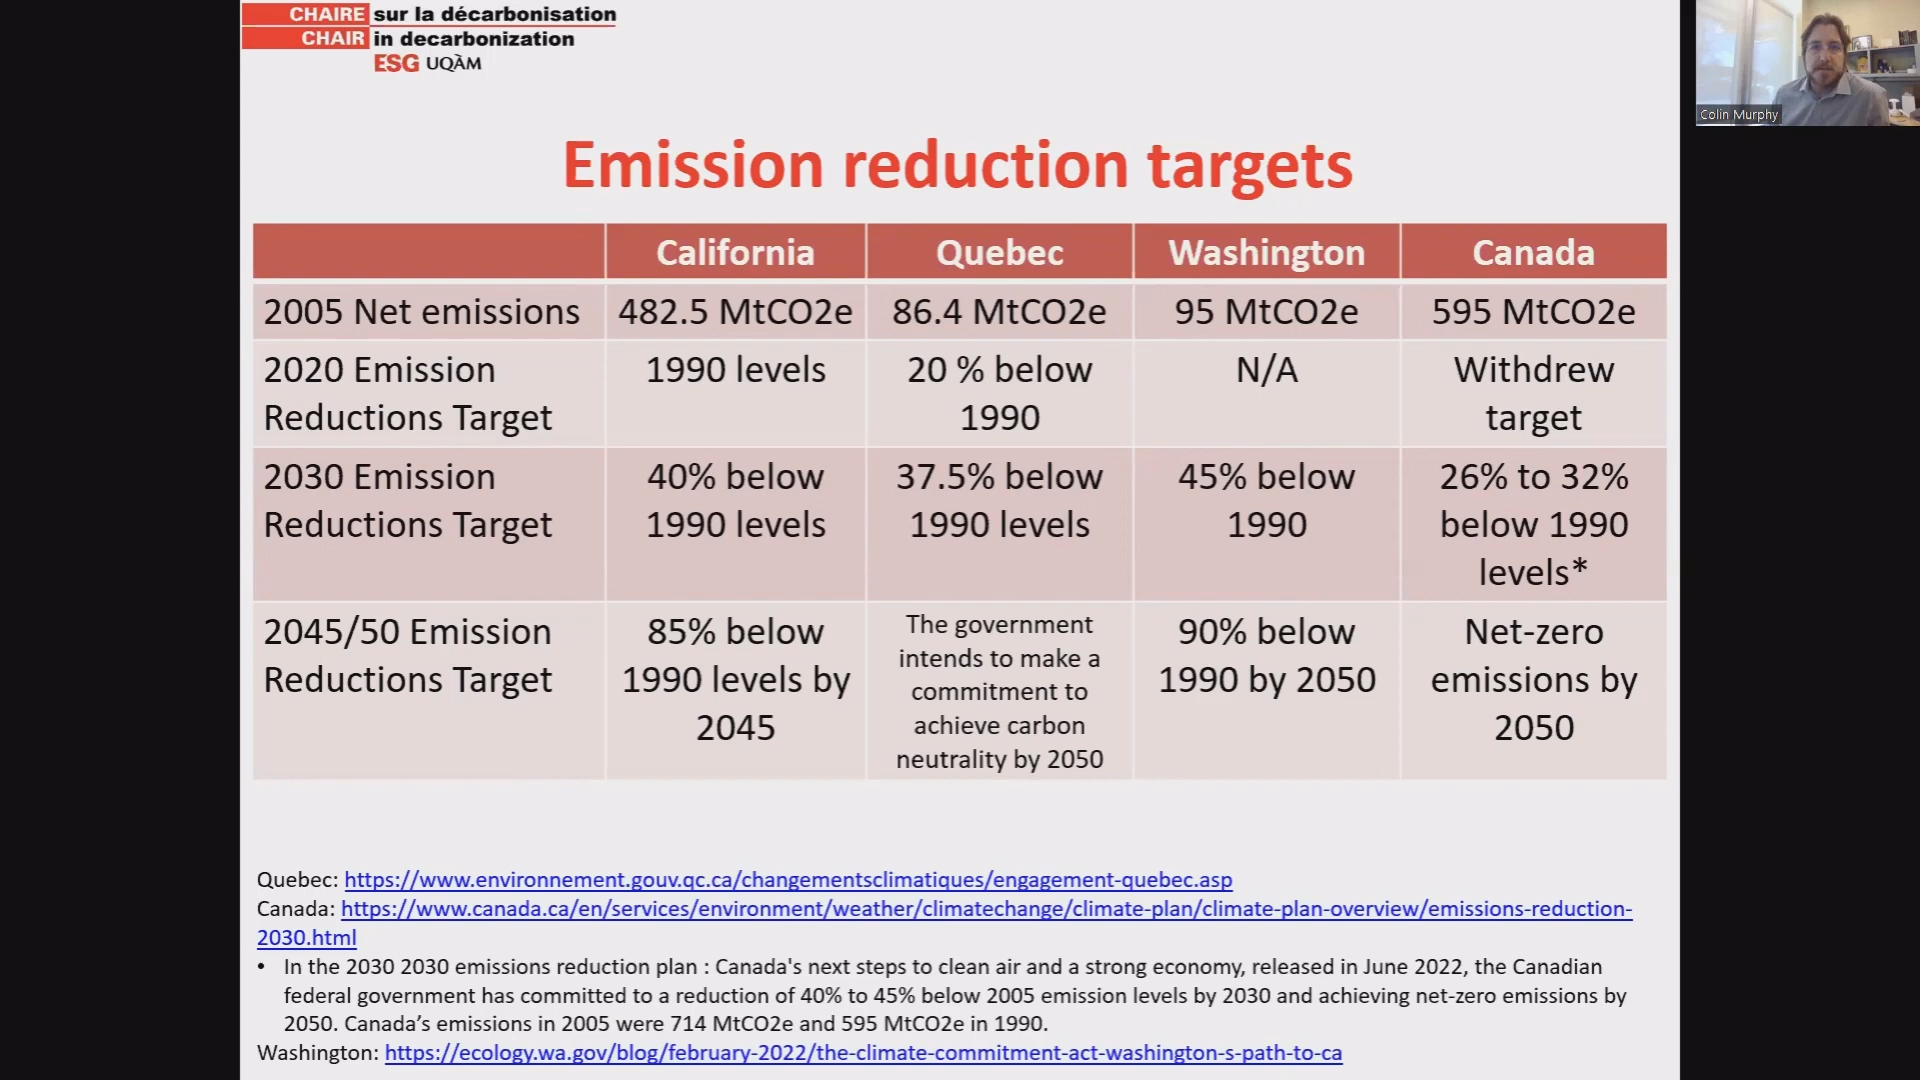 CHAIRE sur la décarbonisation
CHAIR in decarbonization
ESG UQÀM
Colin Murphy
Emission reduction targets
California Quebec Washington Canada
2005 Net emissions 482.5 MtCO2e 86.4 MtCO2e 95 MtCO2e 595 MtCO2e
2020 Emission
Reductions Target
1990 levels
20 % below
1990
N/A
Withdrew
target
2030 Emission
Reductions Target
40% below
1990 levels
37.5% below
1990 levels
45% below
1990
26% to 32%
below 1990
levels*
2045/50 Emission
Reductions Target
85% below
1990 levels by
2045
The government
intends to make a
commitment to
achieve carbon
neutrality by 2050
90% below
1990 by 2050
Net-zero
emissions by
2050
Quebec: https://www.environnement.gouv.qc.ca/changementsclimatiques/engagement-quebec.asp
Canada: https://www.canada.ca/en/services/environment/weather/climatechange/climate-plan/climate-plan-overview/emissions-reduction-
2030.html
• In the 2030 2030 emissions reduction plan : Canada's next steps to clean air and a strong economy, released in June 2022, the Canadian
federal government has committed to a reduction of 40% to 45% below 2005 emission levels by 2030 and achieving net-zero emissions by
2050. Canada's emissions in 2005 were 714 MtCO2e and 595 MtCO2e in 1990.
Washington: https://ecology.wa.gov/blog/february-2022/the-climate-commitment-act-washington-s-path-to-ca